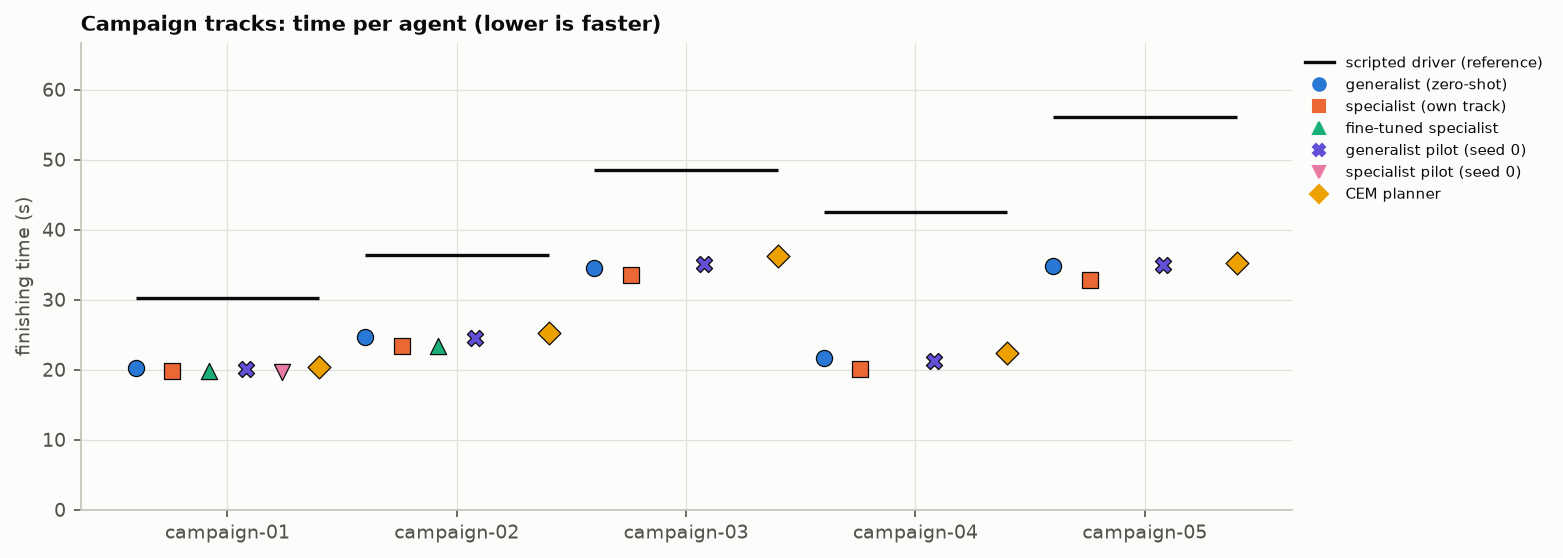 Campaign tracks: time per agent (lower is faster)
finishing time (s)
60
50
40
30
20
10
0
campaign-01
campaign-02
campaign-03
campaign-04
campaign-05
scripted driver (reference)
generalist (zero-shot)
specialist (own track)
fine-tuned specialist
generalist pilot (seed 0)
specialist pilot (seed 0)
CEM planner